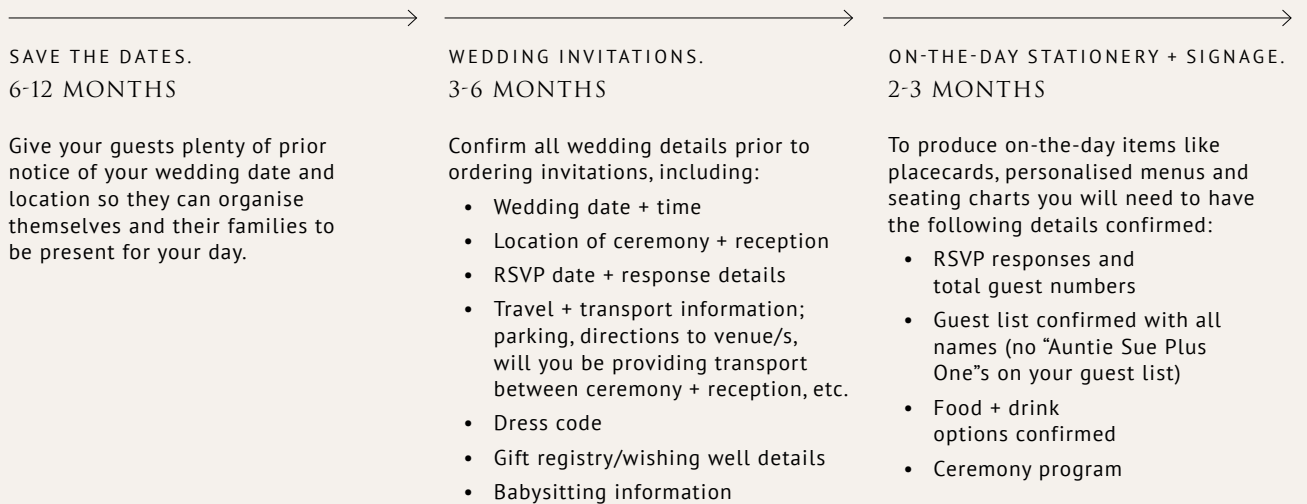 SAVE THE DATES.
6-12 MONTHS
Give your guests plenty of prior
notice of your wedding date and
location so they can organise
themselves and their families to
be present for your day.
WEDDING INVITATIONS.
3-6 MONTHS
Confirm all wedding details prior to
ordering invitations, including:
• Wedding date + time
• Location of ceremony + reception
• RSVP date + response details
• Travel + transport information;
parking, directions to venue/s,
will you be providing transport
between ceremony + reception, etc.
• Dress code
• Gift registry/wishing well details
• Babysitting information
ON-THE-DAY STATIONERY + SIGNAGE.
2-3 MONTHS
To produce on-the-day items like
placecards, personalised menus and
seating charts you will need to have
the following details confirmed:
• RSVP responses and
total guest numbers
• Guest list confirmed with all
names (no “Auntie Sue Plus
One”s on your guest list)
• Food + drink
options confirmed
• Ceremony program